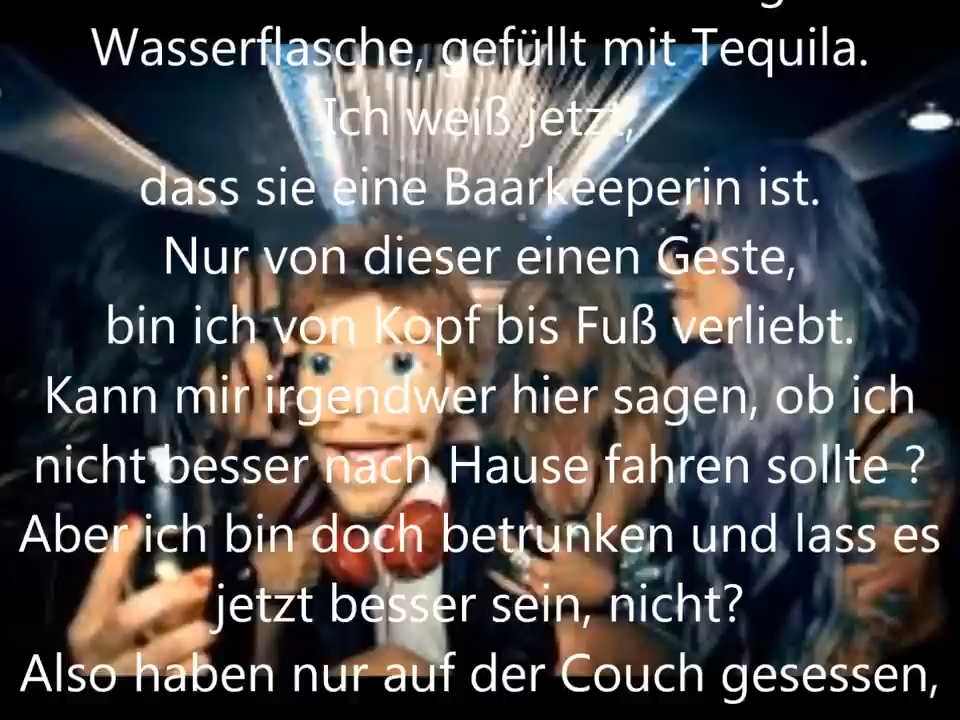 Wasserflasche, gefüllt mit Tequila.
Ich weiß jetzt,
dass sie eine Baarkeeperin ist.
Nur von dieser einen Geste,
bin ich von Kopf bis Fuß verliebt.
Kann mir irgendwer hier sagen, ob ich
nicht besser nach Hause fahren sollte ?
Aber ich bin doch betrunken und lass es
jetzt besser sein, nicht?
Also haben nur auf der Couch gesessen,